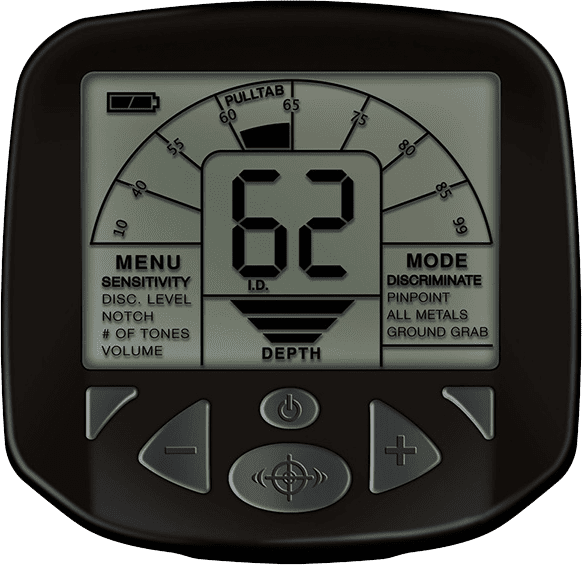 PULLTAB
10 40 55 60 65 75 80 85 99
62
I.D.
MENU
SENSITIVITY
DISC. LEVEL
NOTCH
# OF TONES
VOLUME
MODE
DISCRIMINATE
PINPOINT
ALL METALS
GROUND GRAB
DEPTH
− +